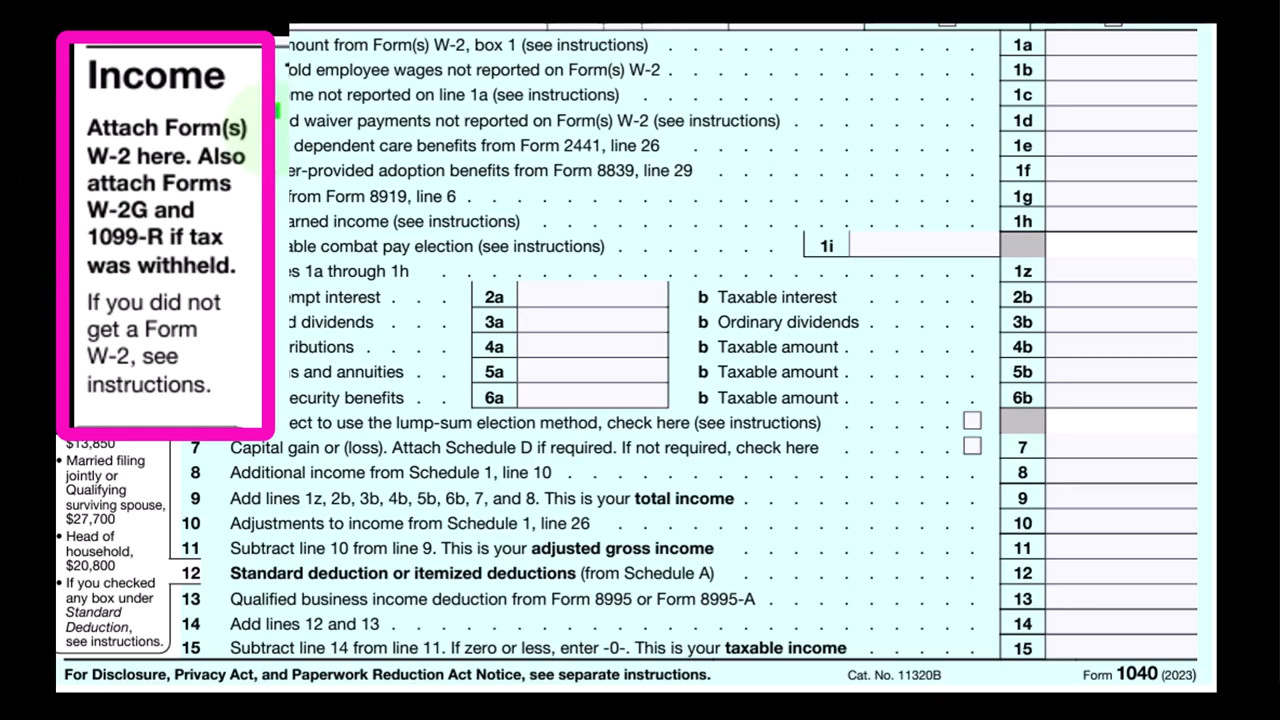 Income
Attach Form(s)
W-2 here. Also
attach Forms
W-2G and
1099-R if tax
was withheld.
If you did not
get a Form
W-2, see
instructions.
$13,850
• Married filing
jointly or
Qualifying
surviving spouse,
$27,700
• Head of
household,
$20,800
• If you checked
any box under
Standard
Deduction,
see instructions.
from Form(s) W-2, box 1 (see instructions) 1a
employee wages not reported on Form(s) W-2 1b
not reported on line 1a (see instructions) 1c
waiver payments not reported on Form(s) W-2 (see instructions) 1d
dependent care benefits from Form 2441, line 26 1e
er-provided adoption benefits from Form 8839, line 29 1f
from Form 8919, line 6 1g
arned income (see instructions) 1h
able combat pay election (see instructions) 1i
1a through 1h 1z
empt interest 2a b Taxable interest 2b
dividends 3a b Ordinary dividends 3b
ributions 4a b Taxable amount 4b
s and annuities 5a b Taxable amount 5b
ecurity benefits 6a b Taxable amount 6b
ect to use the lump-sum election method, check here (see instructions)
7 Capital gain or (loss). Attach Schedule D if required. If not required, check here 7
8 Additional income from Schedule 1, line 10 8
9 Add lines 1z, 2b, 3b, 4b, 5b, 6b, 7, and 8. This is your total income 9
10 Adjustments to income from Schedule 1, line 26 10
11 Subtract line 10 from line 9. This is your adjusted gross income 11
12 Standard deduction or itemized deductions (from Schedule A) 12
13 Qualified business income deduction from Form 8995 or Form 8995-A 13
14 Add lines 12 and 13 14
15 Subtract line 14 from line 11. If zero or less, enter -0-. This is your taxable income 15
For Disclosure, Privacy Act, and Paperwork Reduction Act Notice, see separate instructions. Cat. No. 11320B Form 1040 (2023)